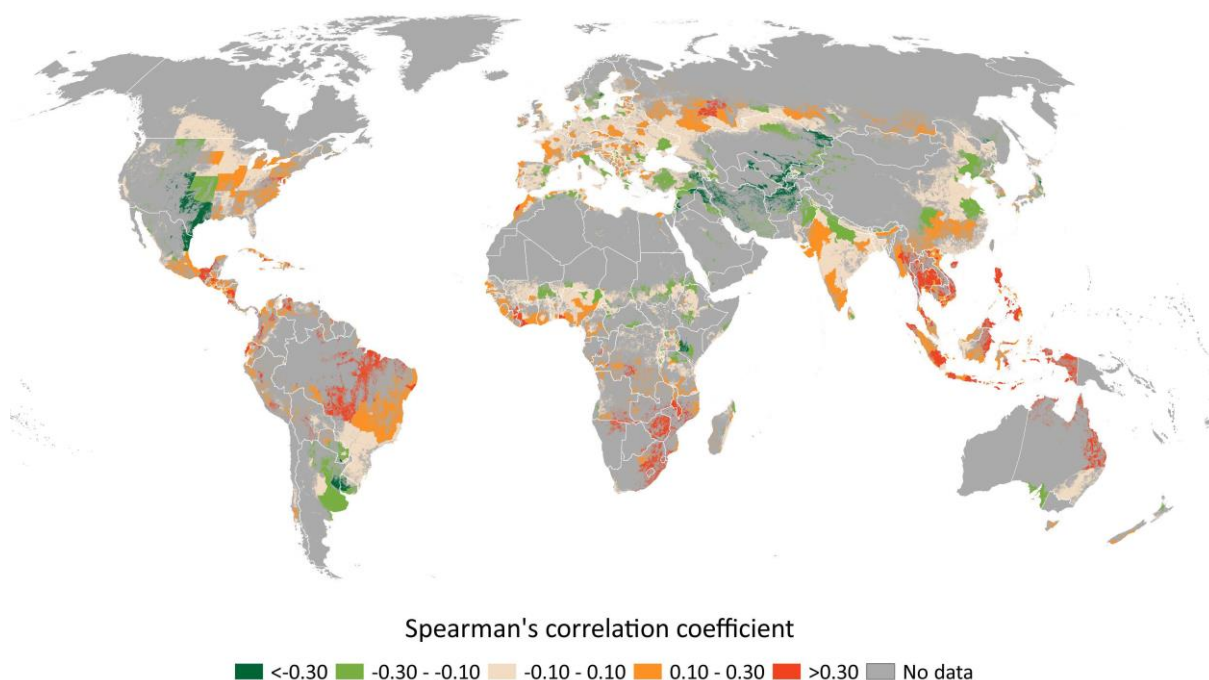 Spearman's correlation coefficient
<-0.30 -0.30 - -0.10 -0.10 - 0.10 0.10 - 0.30 >0.30 No data